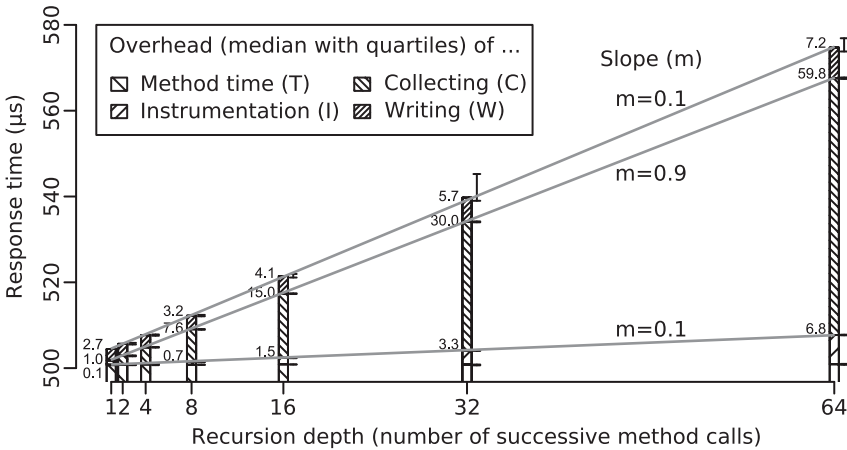 580
560
540
520
500
Response time (µs)
Overhead (median with quartiles) of ...
Method time (T)
Collecting (C)
Instrumentation (I)
Writing (W)
Slope (m)
m=0.1
m=0.9
m=0.1
2.7
1.0
0.1
3.2
7.6
0.7
4.1
15.0
1.5
5.7
30.0
3.3
7.2
59.8
6.8
1 2 4 8 16 32 64
Recursion depth (number of successive method calls)